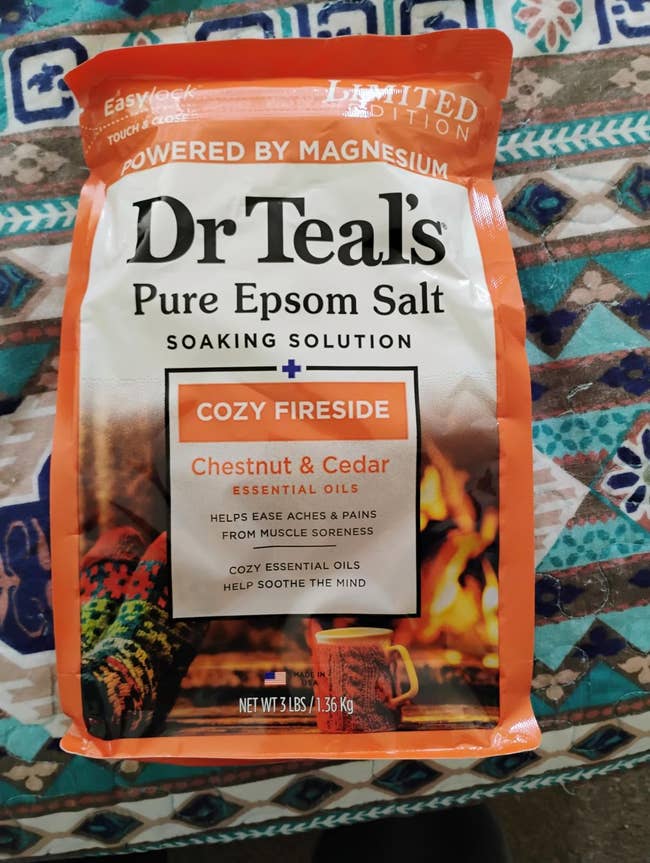 Easylock
TOUCH & CLOSE
LIMITED
EDITION
POWERED BY MAGNESIUM
Dr Teal's
Pure Epsom Salt
SOAKING SOLUTION
COZY FIRESIDE
Chestnut & Cedar
ESSENTIAL OILS
HELPS EASE ACHES & PAINS
FROM MUSCLE SORENESS
COZY ESSENTIAL OILS
HELP SOOTHE THE MIND
MADE IN
USA
NET WT 3 LBS / 1.36 Kg